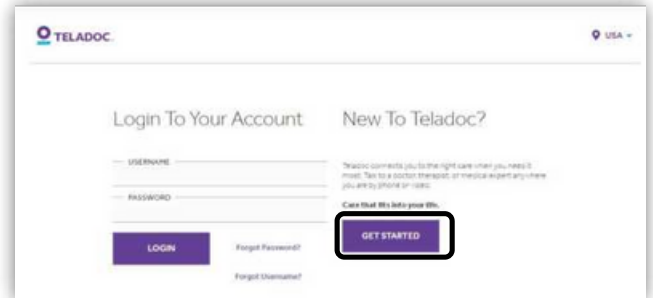 TELADOC.
USA
Login To Your Account
New To Teladoc?
USERNAME
PASSWORD
Teladoc connects you to the right care when you need it
most. Talk to a doctor, therapist, or medical expert anywhere
you are by phone or video.
Care that fits into your life.
LOGIN
Forgot Password?
GET STARTED
Forgot Username?